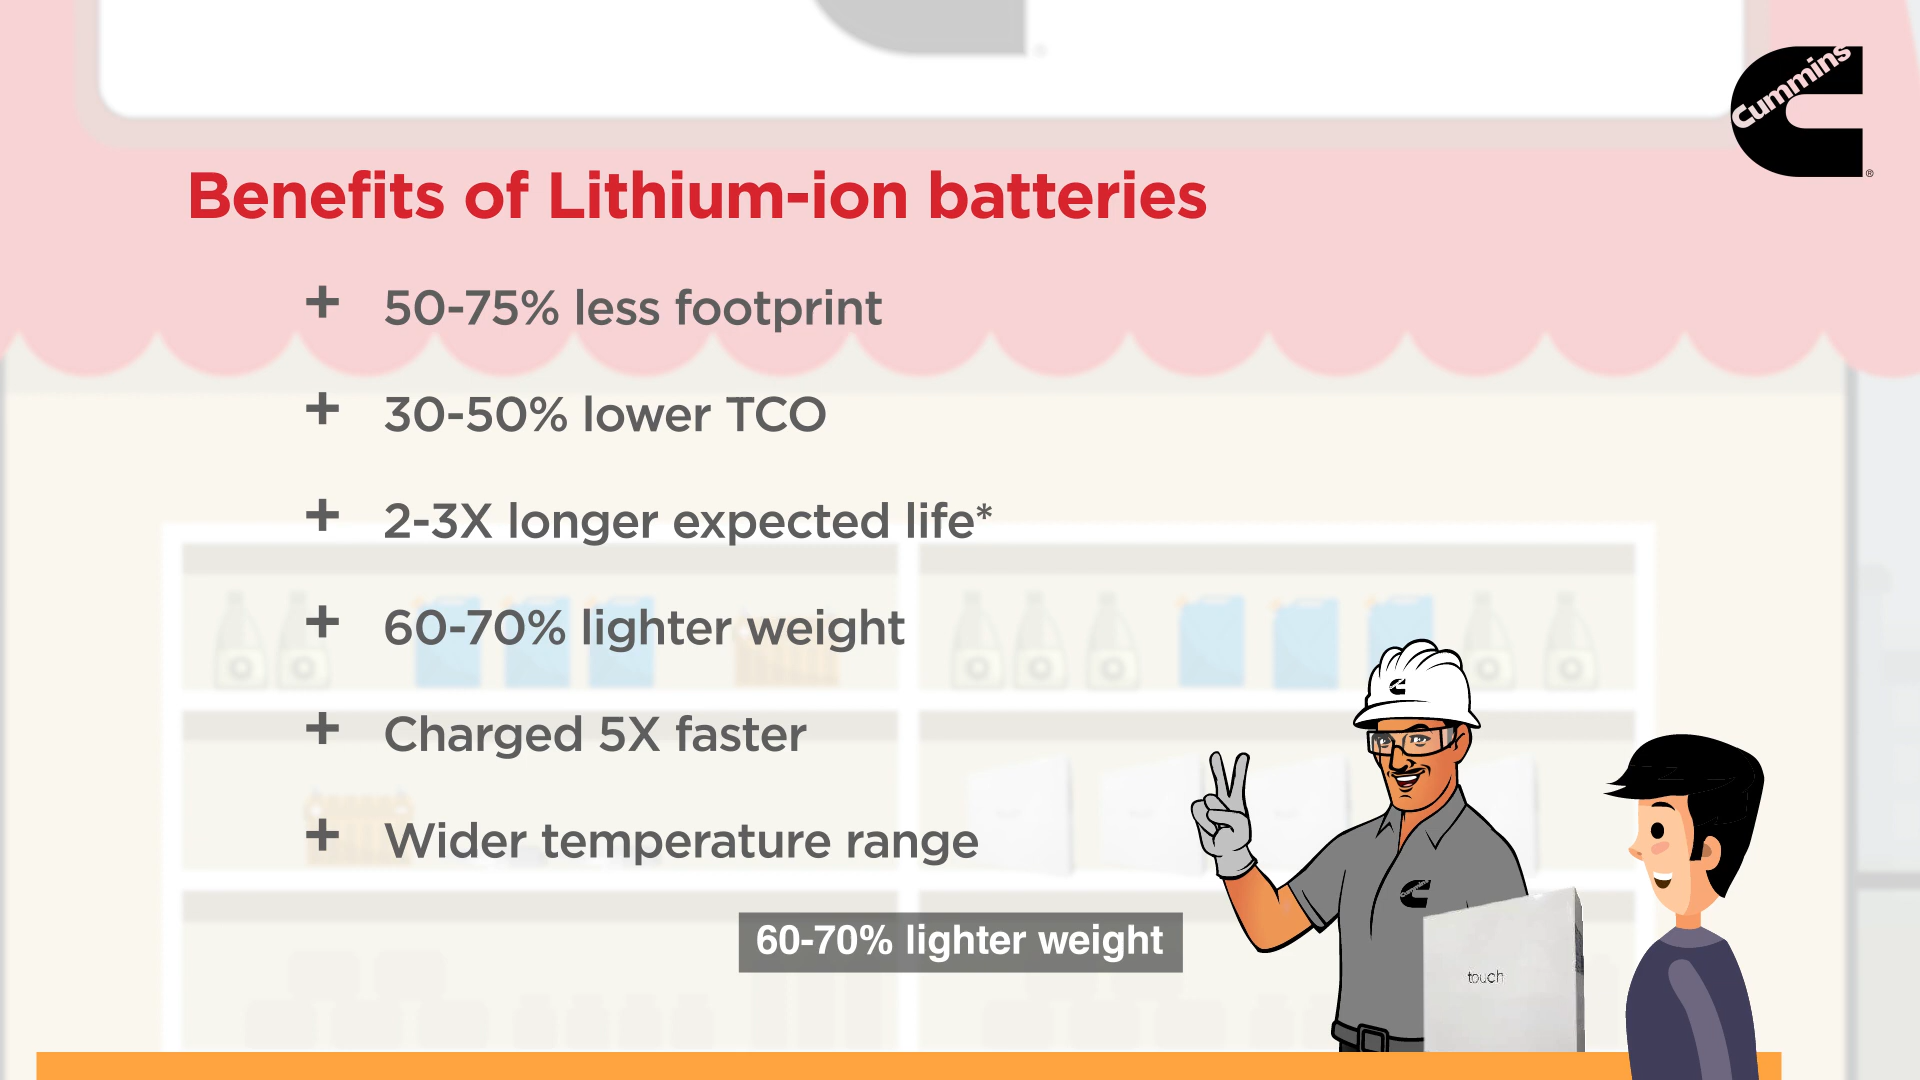 Cummins
®
Benefits of Lithium-ion batteries
+ 50-75% less footprint
+ 30-50% lower TCO
+ 2-3X longer expected life*
+ 60-70% lighter weight
+ Charged 5X faster
+ Wider temperature range
60-70% lighter weight
Cummins
touch